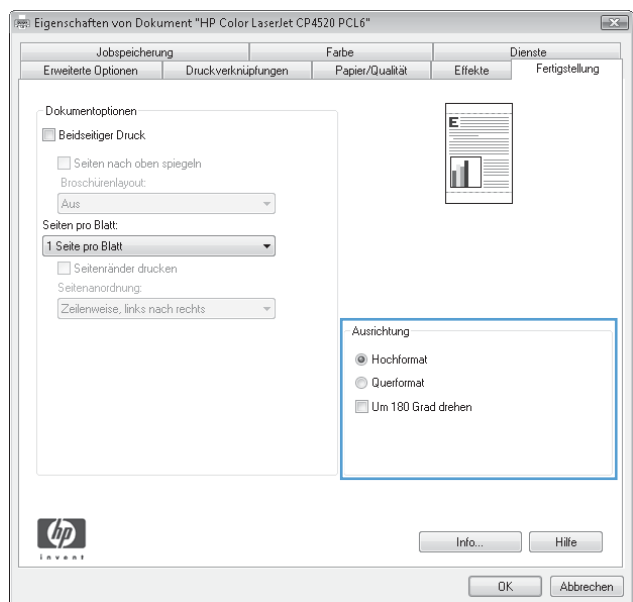 Eigenschaften von Dokument "HP Color LaserJet CP4520 PCL6"
Jobspeicherung Farbe Dienste
Erweiterte Optionen Druckverknüpfungen Papier/Qualität Effekte Fertigstellung
Dokumentoptionen
Beidseitiger Druck
Seiten nach oben spiegeln
Broschürenlayout:
Aus
Seiten pro Blatt:
1 Seite pro Blatt
Seitenränder drucken
Seitenanordnung:
Zeilenweise, links nach rechts
E
Ausrichtung
Hochformat
Querformat
Um 180 Grad drehen
hp
invent
Info... Hilfe
OK Abbrechen